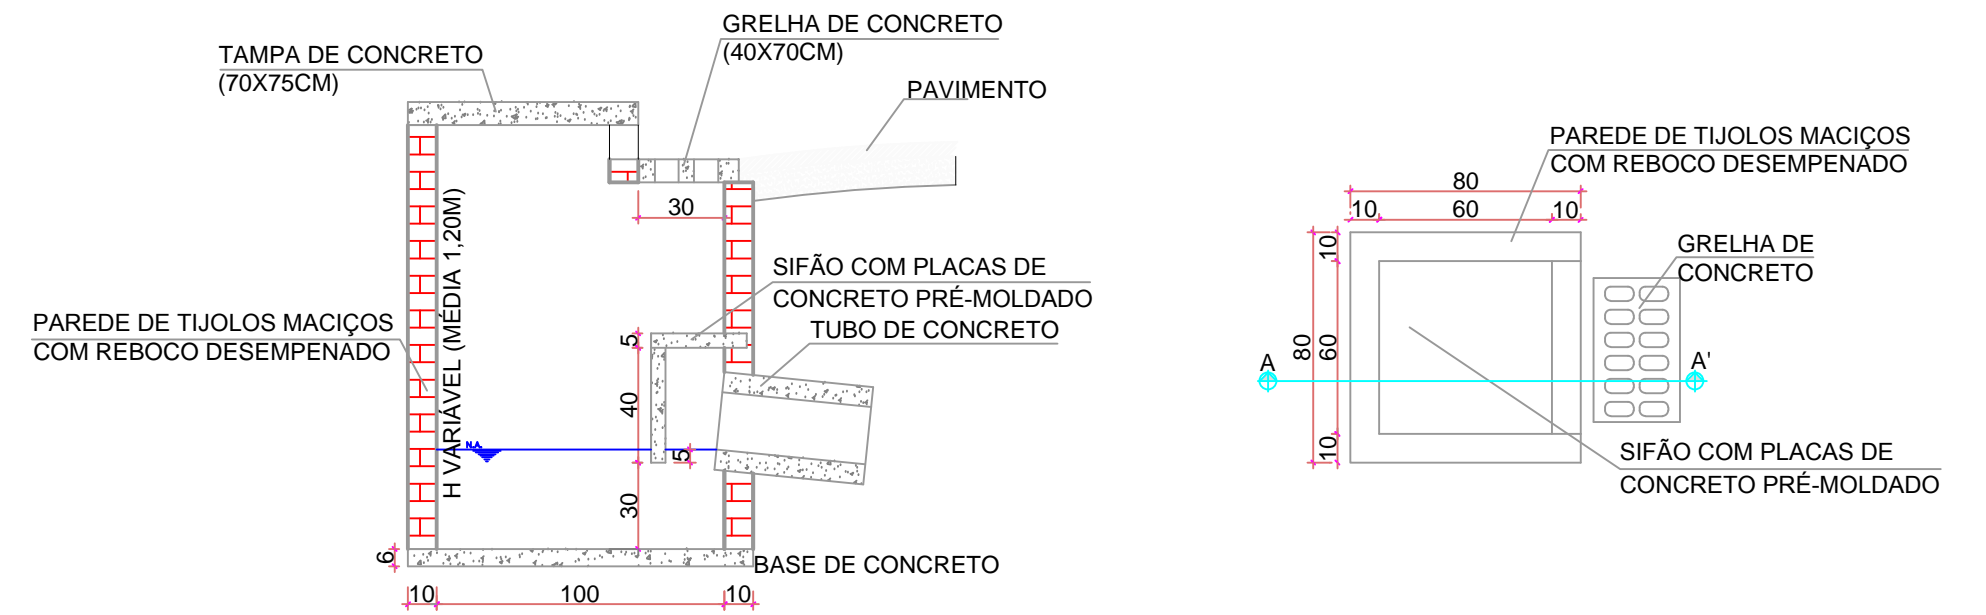 GRELHA DE CONCRETO
(40X70CM)
TAMPA DE CONCRETO
(70X75CM)
PAVIMENTO
30
H VARIÁVEL (MÉDIA 1,20M)
SIFÃO COM PLACAS DE
CONCRETO PRÉ-MOLDADO
TUBO DE CONCRETO
PAREDE DE TIJOLOS MACIÇOS
COM REBOCO DESEMPENADO
5
40
N.A.
5
30
6
BASE DE CONCRETO
10
100
10
PAREDE DE TIJOLOS MACIÇOS
COM REBOCO DESEMPENADO
80
10
60
10
GRELHA DE
CONCRETO
10
80
60
10
A
A'
SIFÃO COM PLACAS DE
CONCRETO PRÉ-MOLDADO